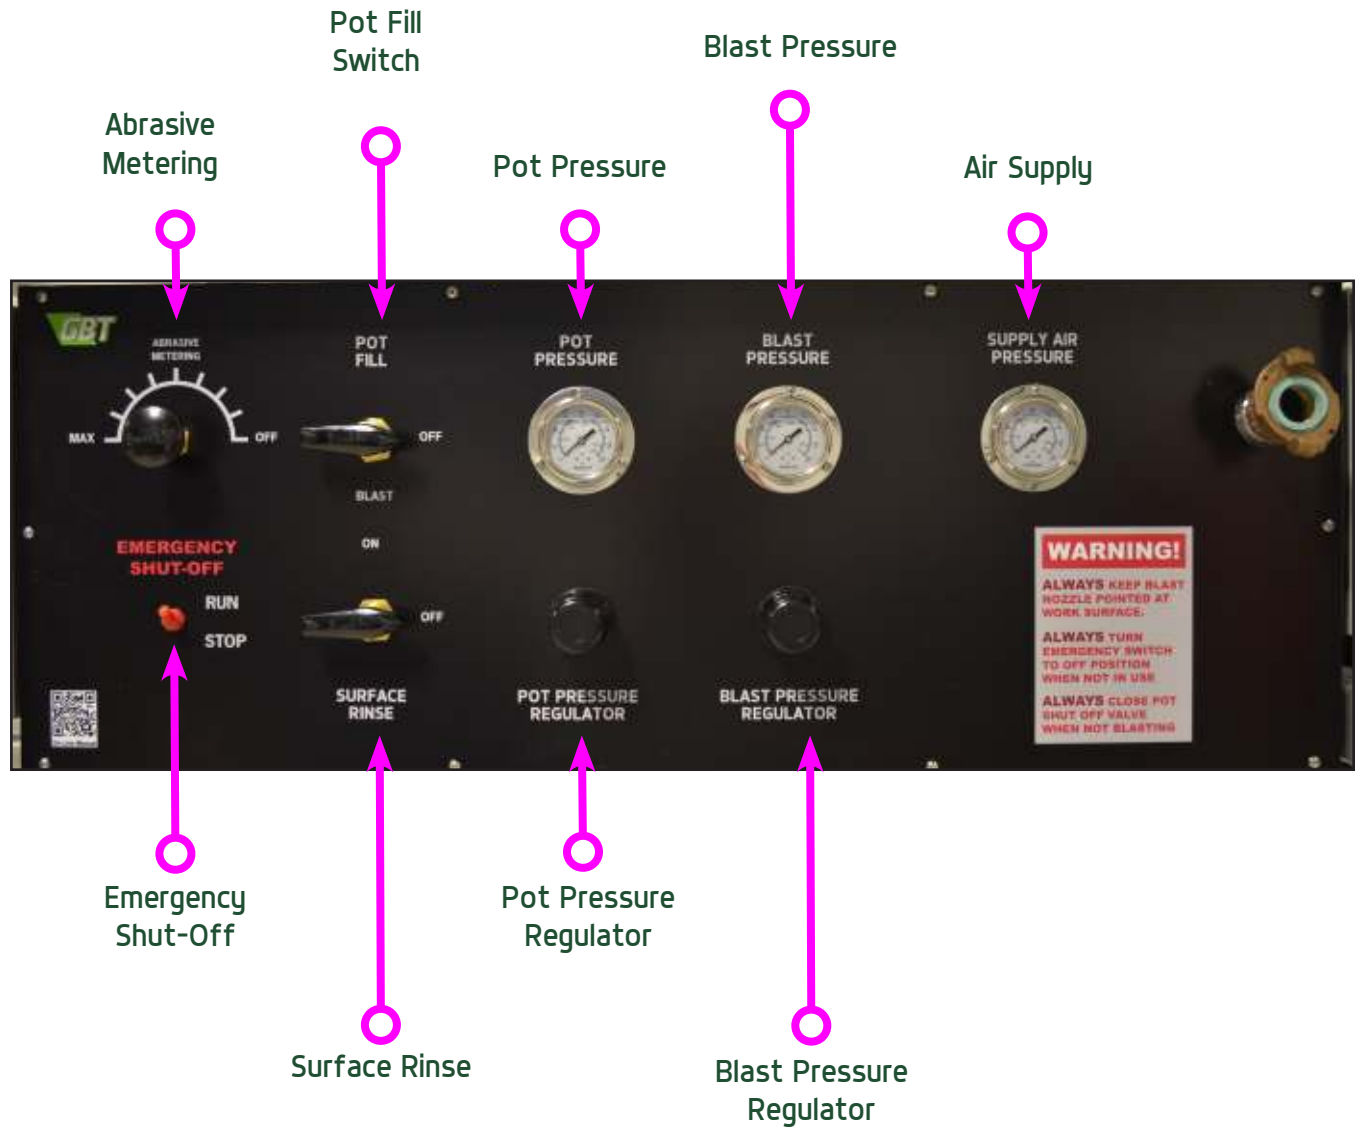 Pot Fill
Switch
Blast Pressure
Abrasive
Metering
Pot Pressure
Air Supply
GBT
ABRASIVE
METERING
MAX
OFF
POT
FILL
OFF
BLAST
POT
PRESSURE
BLAST
PRESSURE
SUPPLY AIR
PRESSURE
EMERGENCY
SHUT-OFF
RUN
STOP
ON
OFF
SURFACE
RINSE
POT PRESSURE
REGULATOR
BLAST PRESSURE
REGULATOR
WARNING!
ALWAYS KEEP BLAST
NOZZLE POINTED AT
WORK SURFACE.
ALWAYS TURN
EMERGENCY SWITCH
TO OFF POSITION
WHEN NOT IN USE
ALWAYS CLOSE POT
SHUT OFF VALVE
WHEN NOT BLASTING
Emergency
Shut-Off
Pot Pressure
Regulator
Surface Rinse
Blast Pressure
Regulator